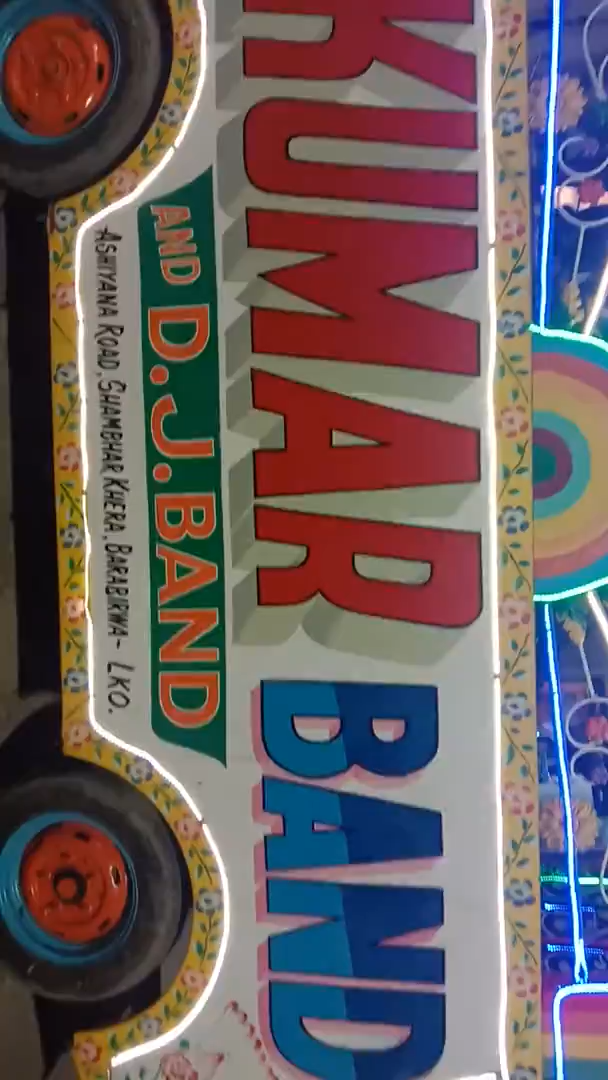 KUMAR BAND
AND D.J.BAND
ASHIYANA ROAD, SHAMBHAR KHERA, BARABIRWA- LKO.